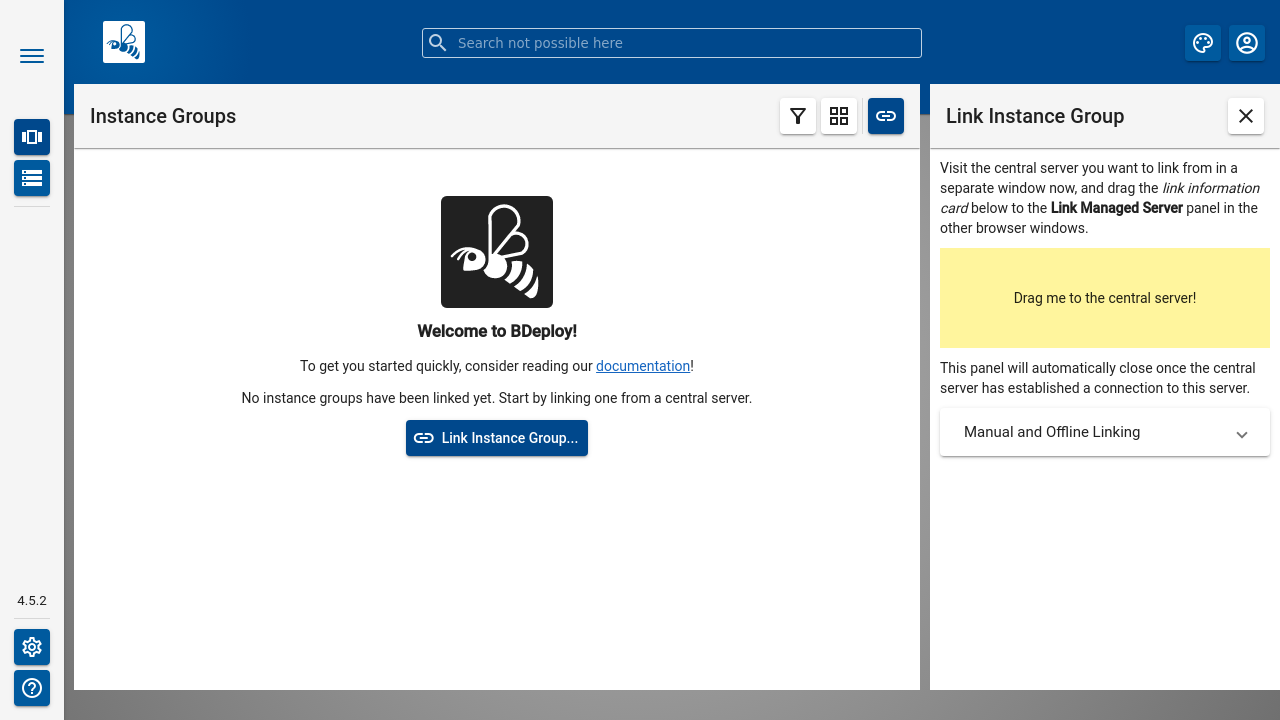 Search not possible here
Instance Groups
Link Instance Group
Welcome to BDeploy!
To get you started quickly, consider reading our documentation!
No instance groups have been linked yet. Start by linking one from a central server.
Link Instance Group...
Visit the central server you want to link from in a
separate window now, and drag the link information
card below to the Link Managed Server panel in the
other browser windows.
Drag me to the central server!
This panel will automatically close once the central
server has established a connection to this server.
Manual and Offline Linking
4.5.2